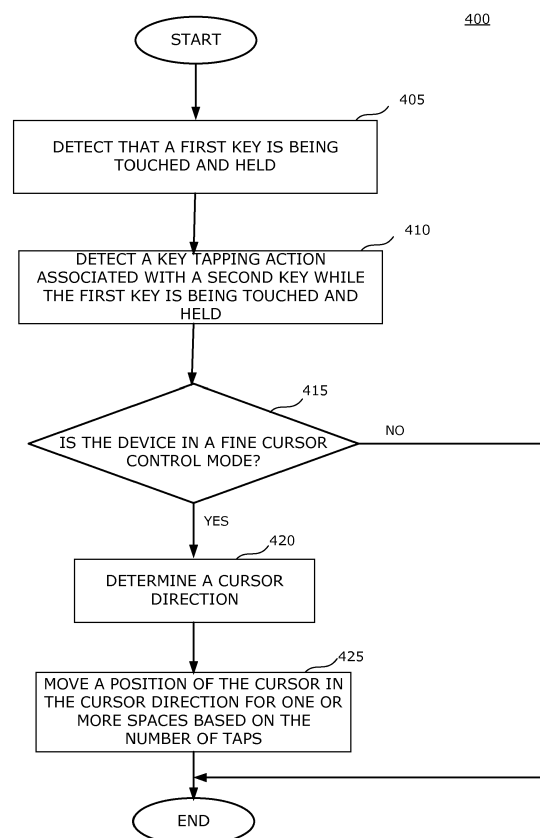 400
START
405
DETECT THAT A FIRST KEY IS BEING
TOUCHED AND HELD
410
DETECT A KEY TAPPING ACTION
ASSOCIATED WITH A SECOND KEY WHILE
THE FIRST KEY IS BEING TOUCHED AND
HELD
415
IS THE DEVICE IN A FINE CURSOR
CONTROL MODE?
NO
YES
420
DETERMINE A CURSOR
DIRECTION
425
MOVE A POSITION OF THE CURSOR IN
THE CURSOR DIRECTION FOR ONE OR
MORE SPACES BASED ON THE
NUMBER OF TAPS
END